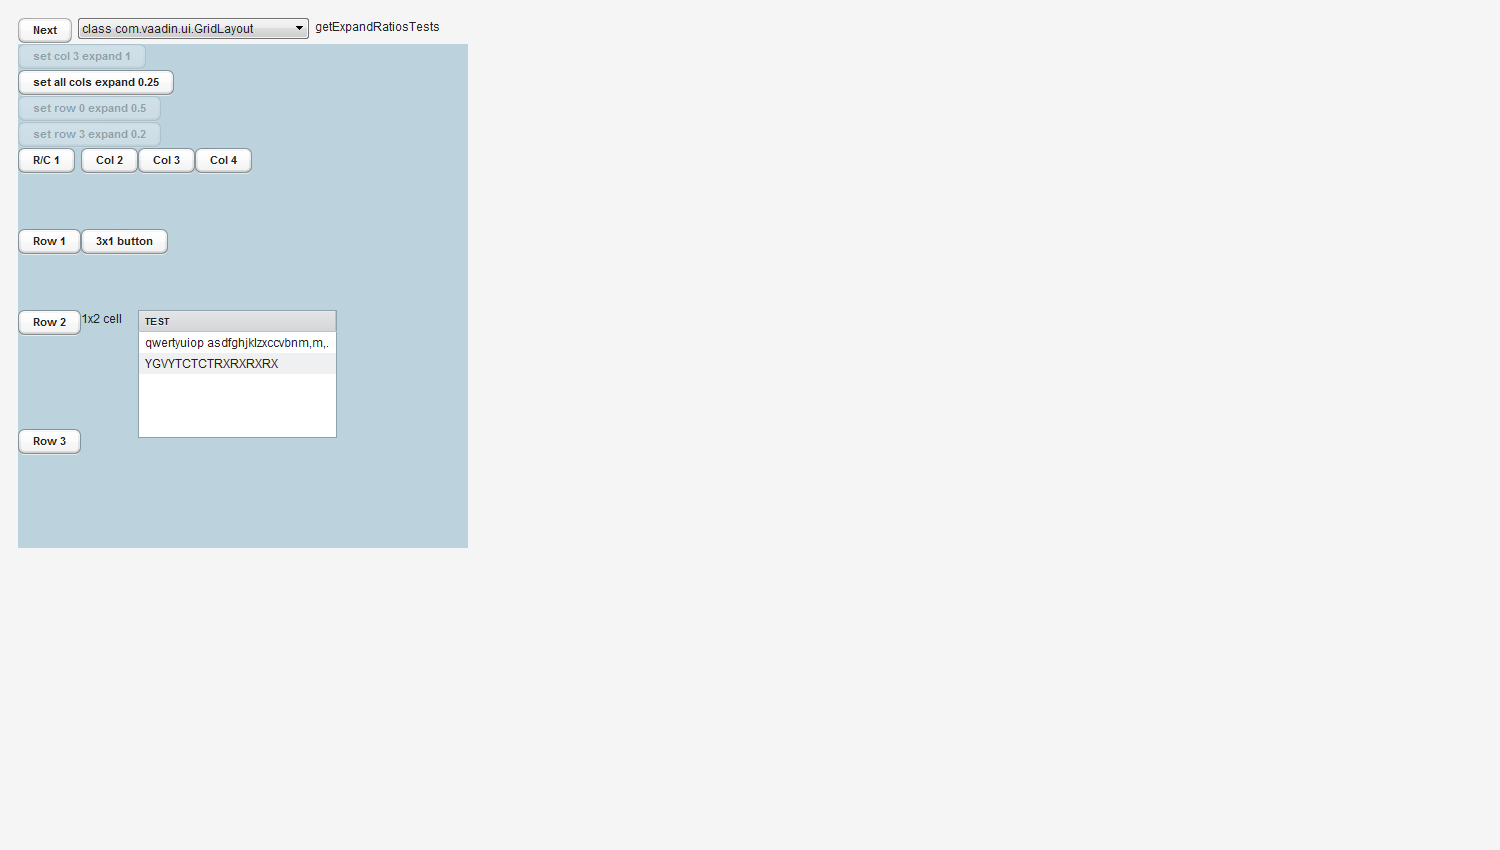 Next class com.vaadin.ui.GridLayout getExpandRatiosTests
set col 3 expand 1
set all cols expand 0.25
set row 0 expand 0.5
set row 3 expand 0.2
R/C 1 Col 2 Col 3 Col 4
Row 1 3x1 button
Row 2 1x2 cell TEST
qwertyuiop asdfghjklzxccvbnm,m,.
YGVYTCTCTRXRXRXRX
Row 3